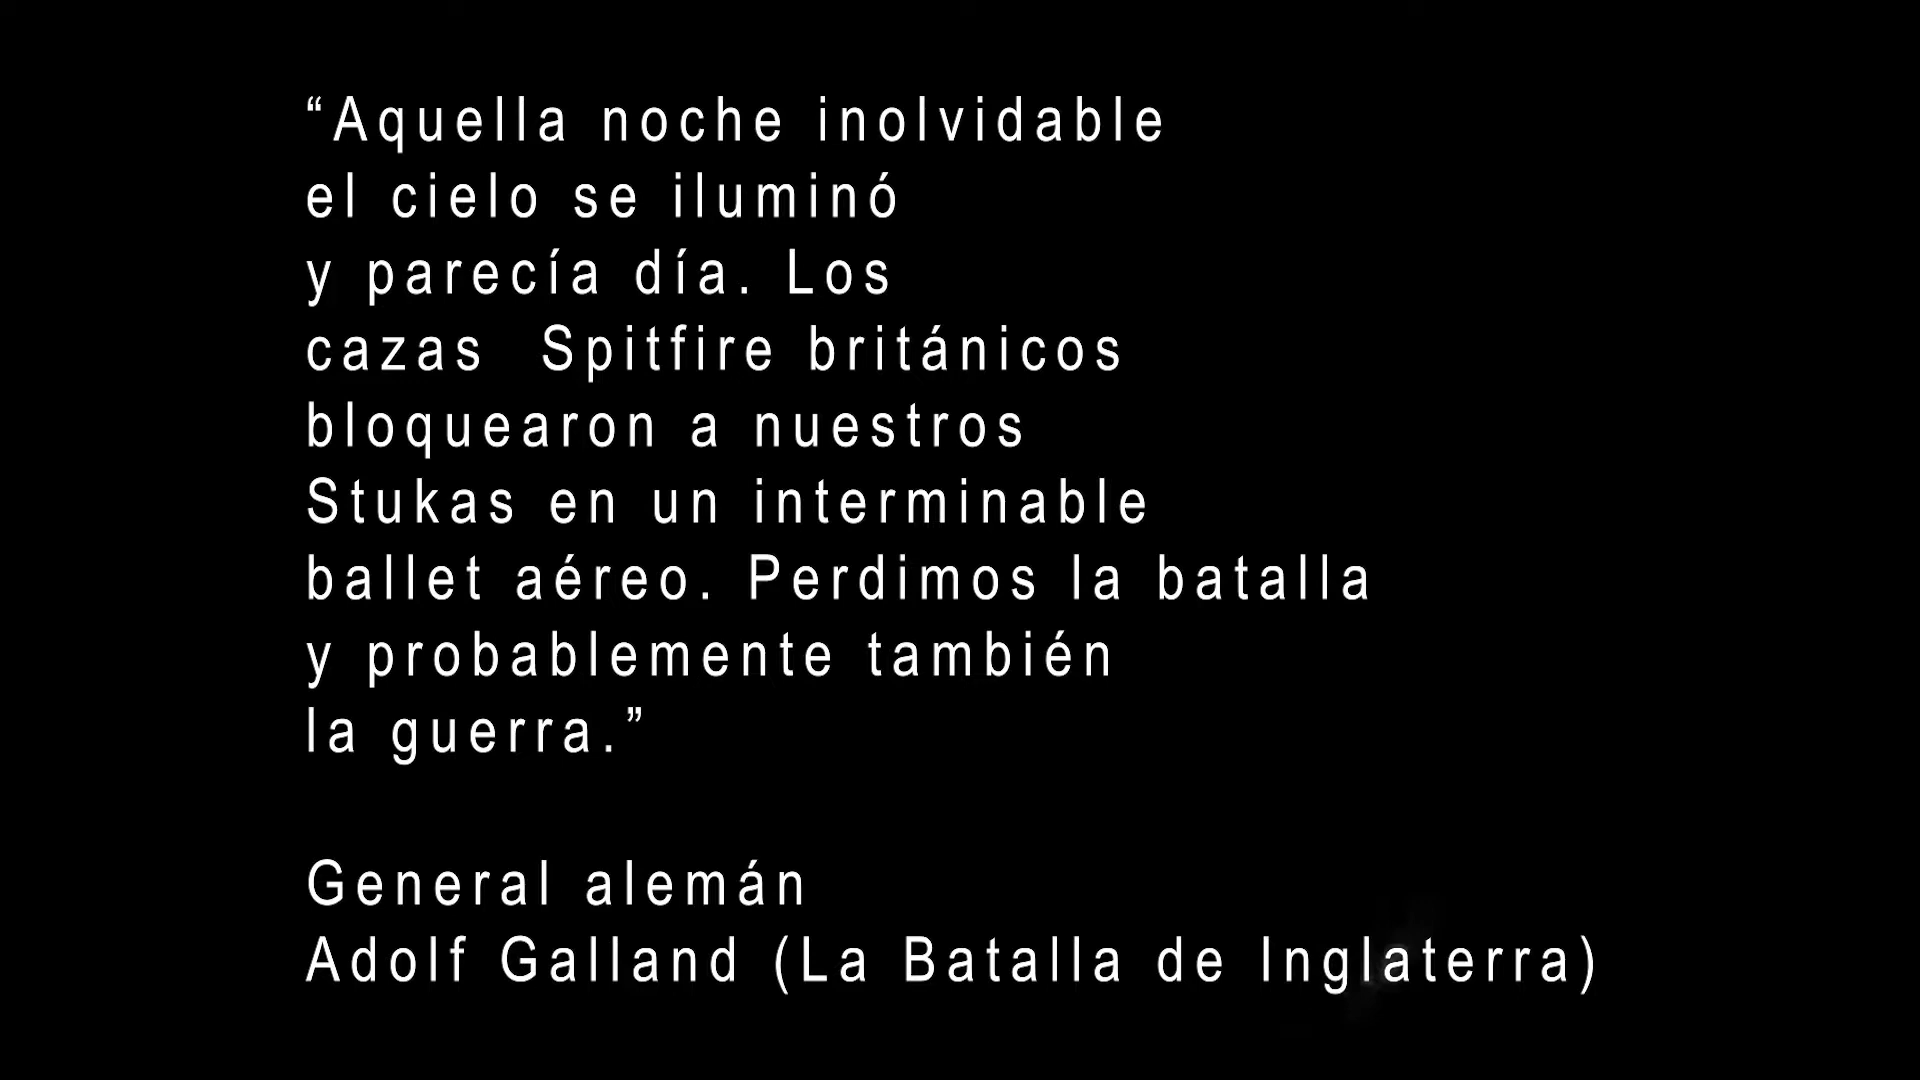 “Aquella noche inolvidable
el cielo se iluminó
y parecía día. Los
cazas  Spitfire británicos
bloquearon a nuestros
Stukas en un interminable
ballet aéreo. Perdimos la batalla
y probablemente también
la guerra.”
General alemán
Adolf Galland (La Batalla de Inglaterra)